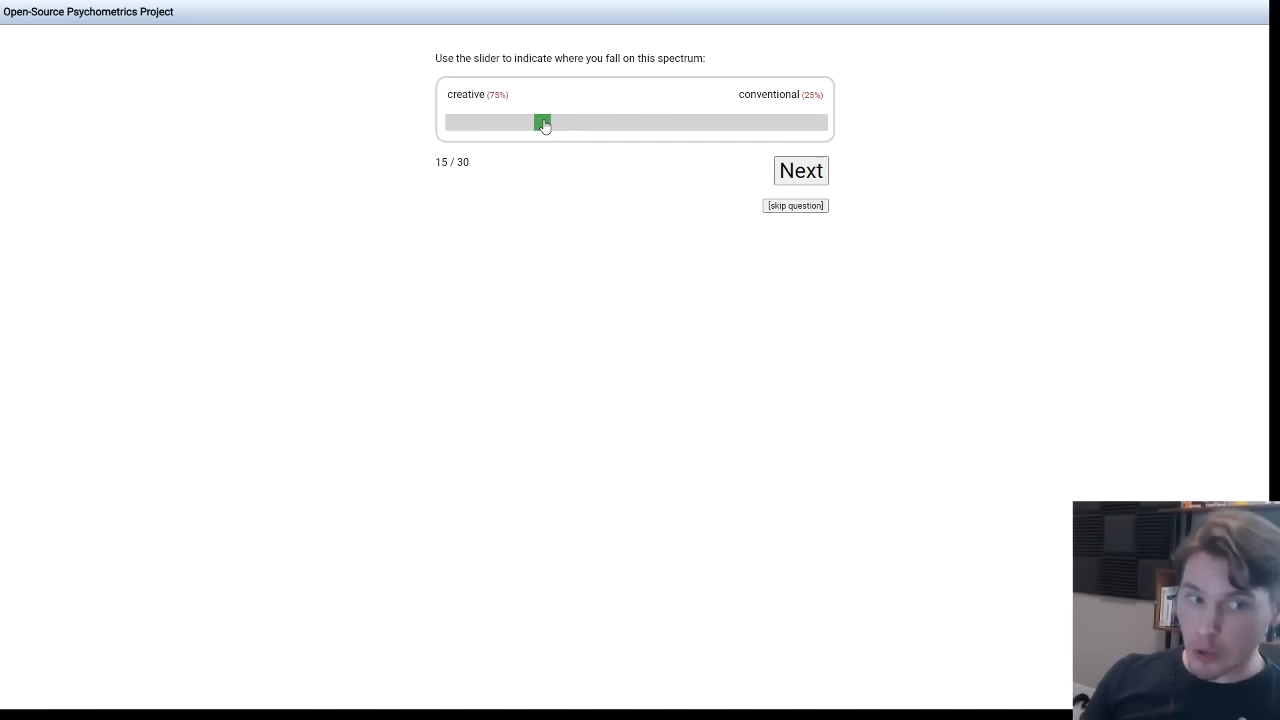 Open-Source Psychometrics Project
Use the slider to indicate where you fall on this spectrum:
creative (75%) conventional (25%)
15 / 30
Next
[skip question]